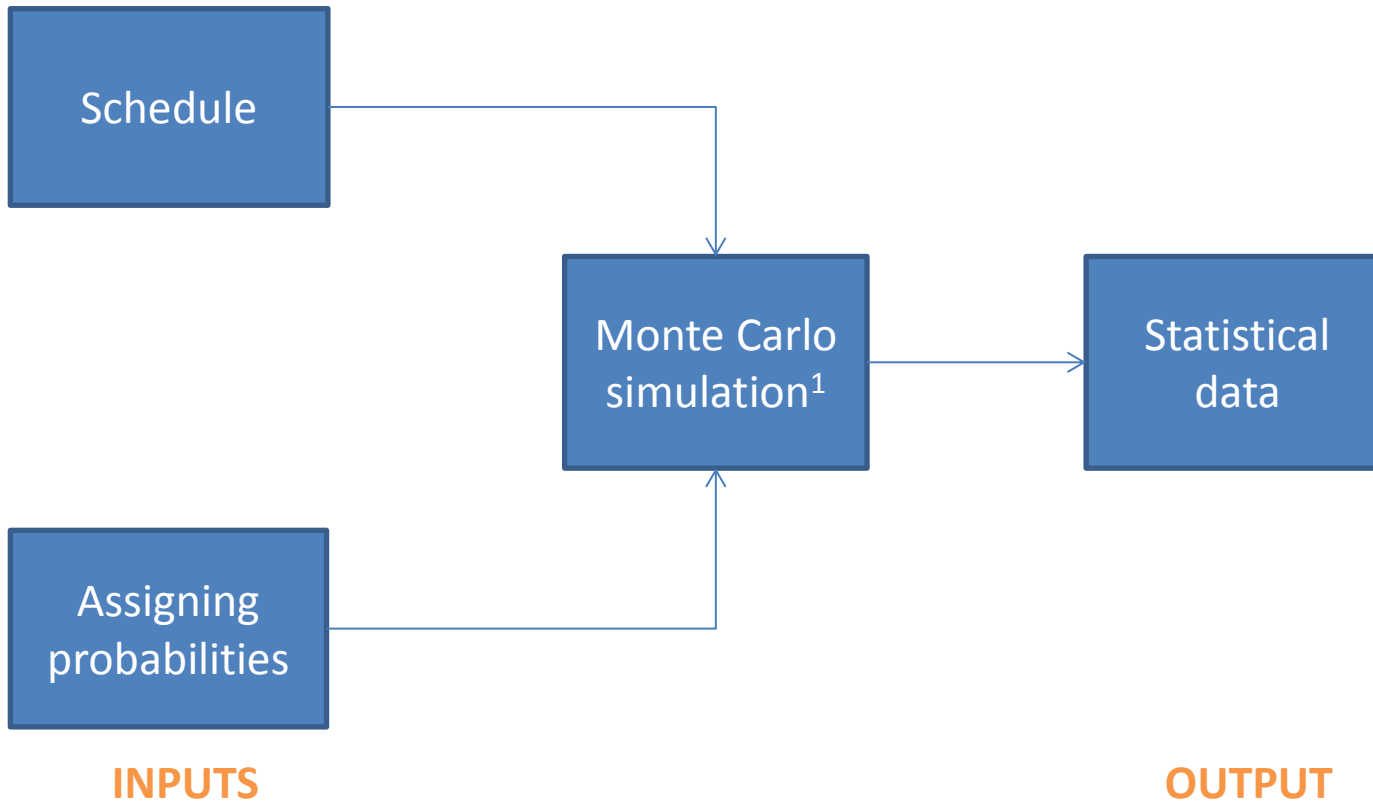 Schedule
Monte Carlo
simulation¹
Statistical
data
Assigning
probabilities
INPUTS
OUTPUT